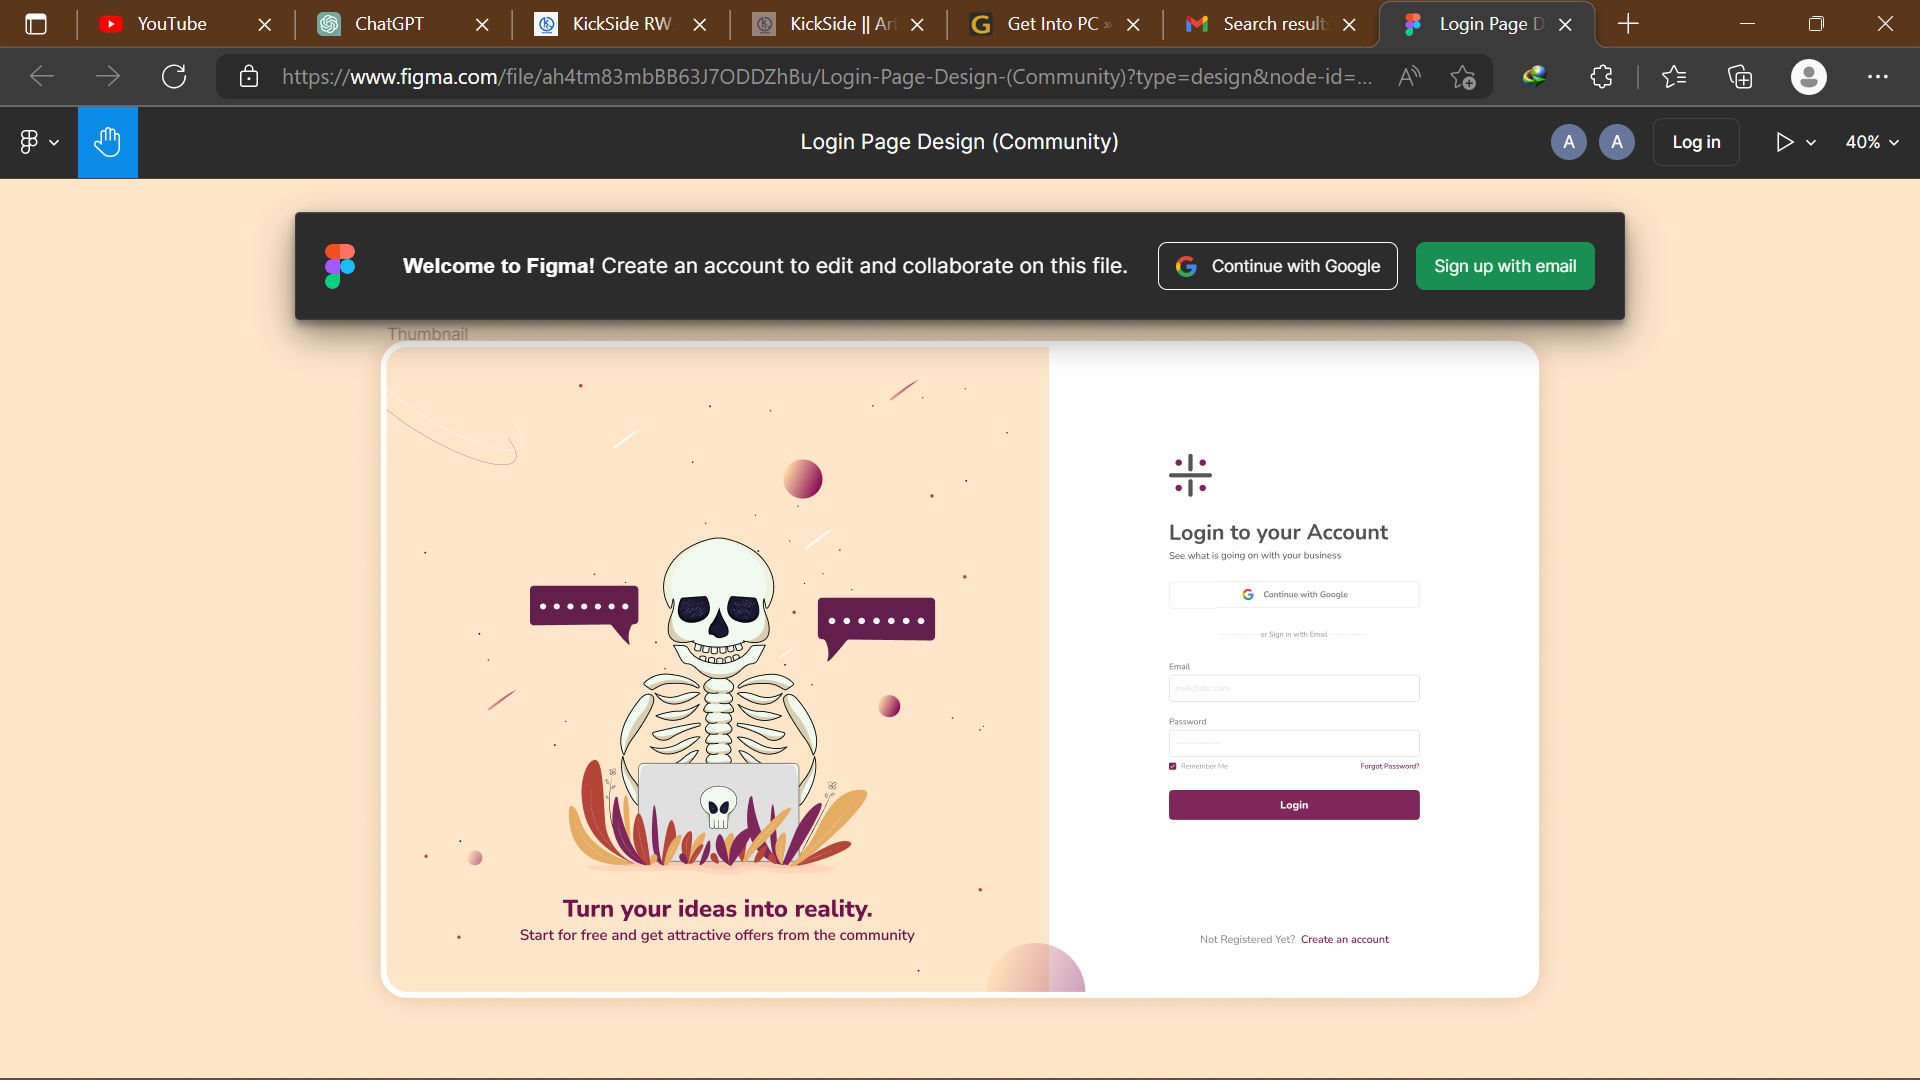 YouTube
ChatGPT
KickSide RW
KickSide || Art
Get Into PC »
Search result
Login Page D
https://www.figma.com/file/ah4tm83mbBB63J7ODDZhBu/Login-Page-Design-(Community)?type=design&node-id=...
Login Page Design (Community)
A
A
Log in
40%
Welcome to Figma! Create an account to edit and collaborate on this file.
Continue with Google
Sign up with email
Thumbnail
Login to your Account
See what is going on with your business
Continue with Google
or Sign in with Email
Email
mail@abc.com
Password
Remember Me
Forgot Password?
Login
Turn your ideas into reality.
Start for free and get attractive offers from the community
Not Registered Yet? Create an account